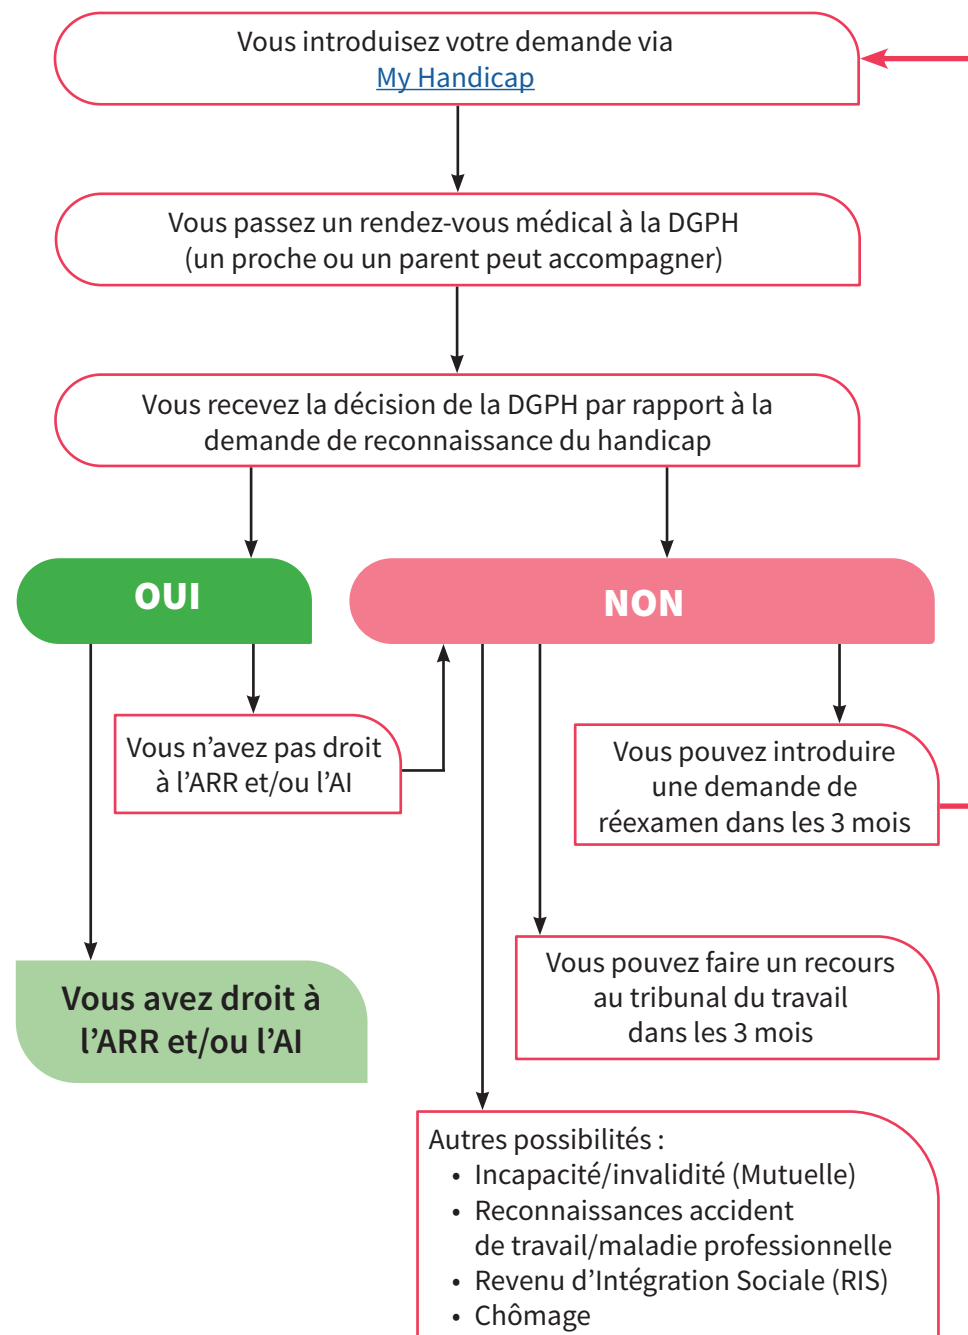 Vous introduisez votre demande via
My Handicap
Vous passez un rendez-vous médical à la DGPH
(un proche ou un parent peut accompagner)
Vous recevez la décision de la DGPH par rapport à la
demande de reconnaissance du handicap
OUI
NON
Vous n’avez pas droit
à l’ARR et/ou l’AI
Vous pouvez introduire
une demande de
réexamen dans les 3 mois
Vous pouvez faire un recours
au tribunal du travail
dans les 3 mois
Vous avez droit à
l’ARR et/ou l’AI
Autres possibilités :
• Incapacité/invalidité (Mutuelle)
• Reconnaissances accident
de travail/maladie professionnelle
• Revenu d’Intégration Sociale (RIS)
• Chômage